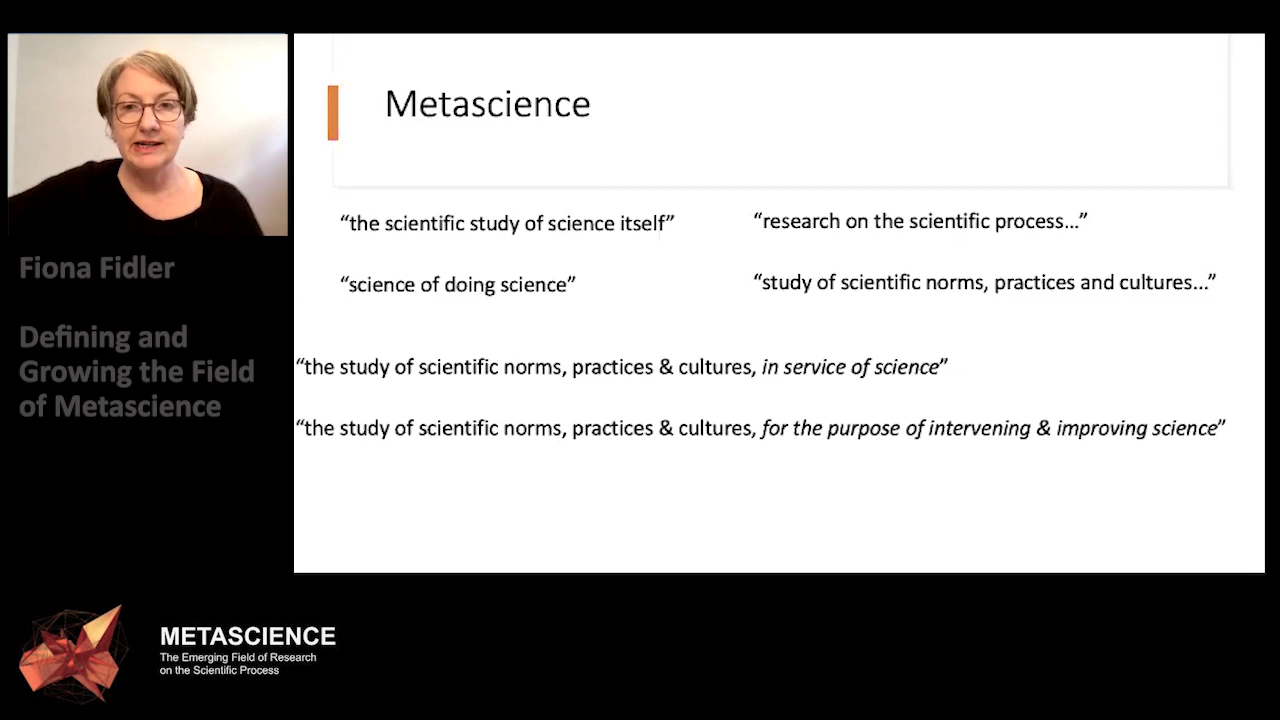 Metascience
“the scientific study of science itself”
“research on the scientific process...”
“science of doing science”
“study of scientific norms, practices and cultures...”
“the study of scientific norms, practices & cultures, in service of science”
“the study of scientific norms, practices & cultures, for the purpose of intervening & improving science”
Fiona Fidler
Defining and
Growing the Field
of Metascience
METASCIENCE
The Emerging Field of Research
on the Scientific Process